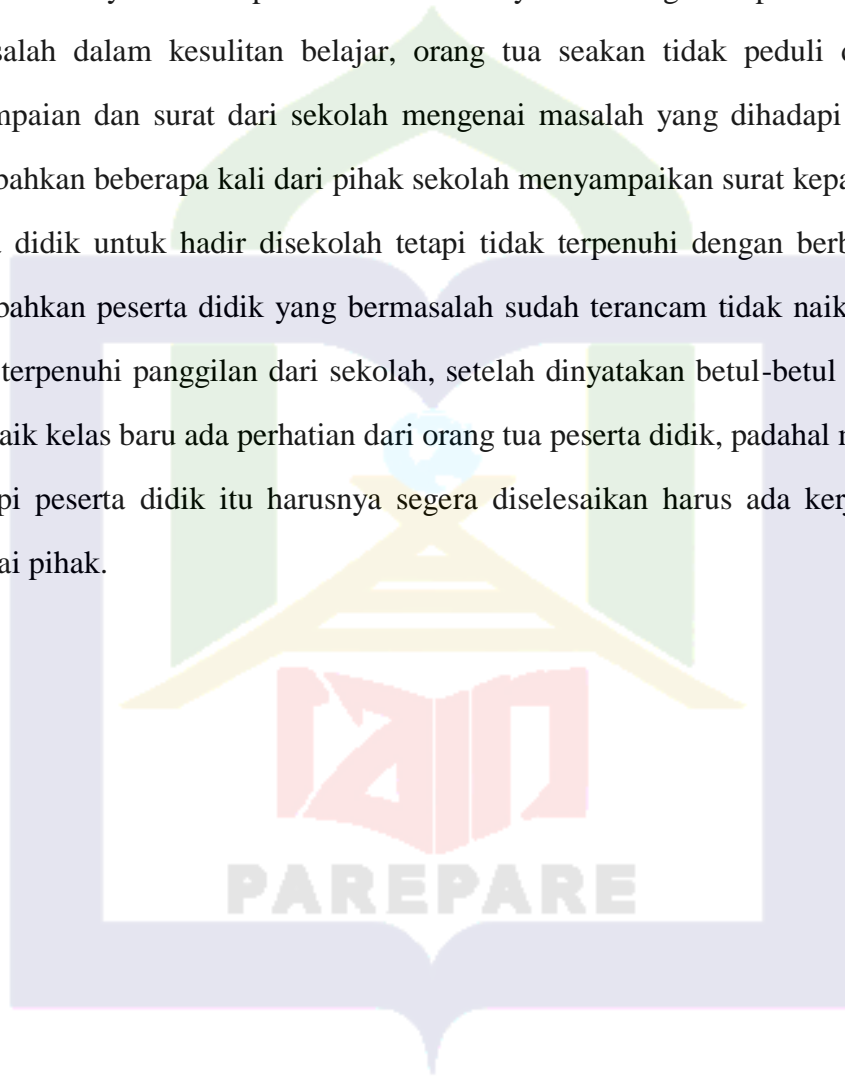 salah dalam kesulitan belajar, orang tua seakan tidak peduli
mpaian dan surat dari sekolah mengenai masalah yang dihadapi
bahkan beberapa kali dari pihak sekolah menyampaikan surat kepa
didik untuk hadir disekolah tetapi tidak terpenuhi dengan berb
bahkan peserta didik yang bermasalah sudah terancam tidak naik
terpenuhi panggilan dari sekolah, setelah dinyatakan betul-betul
aik kelas baru ada perhatian dari orang tua peserta didik, padahal
pi peserta didik itu harusnya segera diselesaikan harus ada ker
ai pihak.
iain
PAREPARE